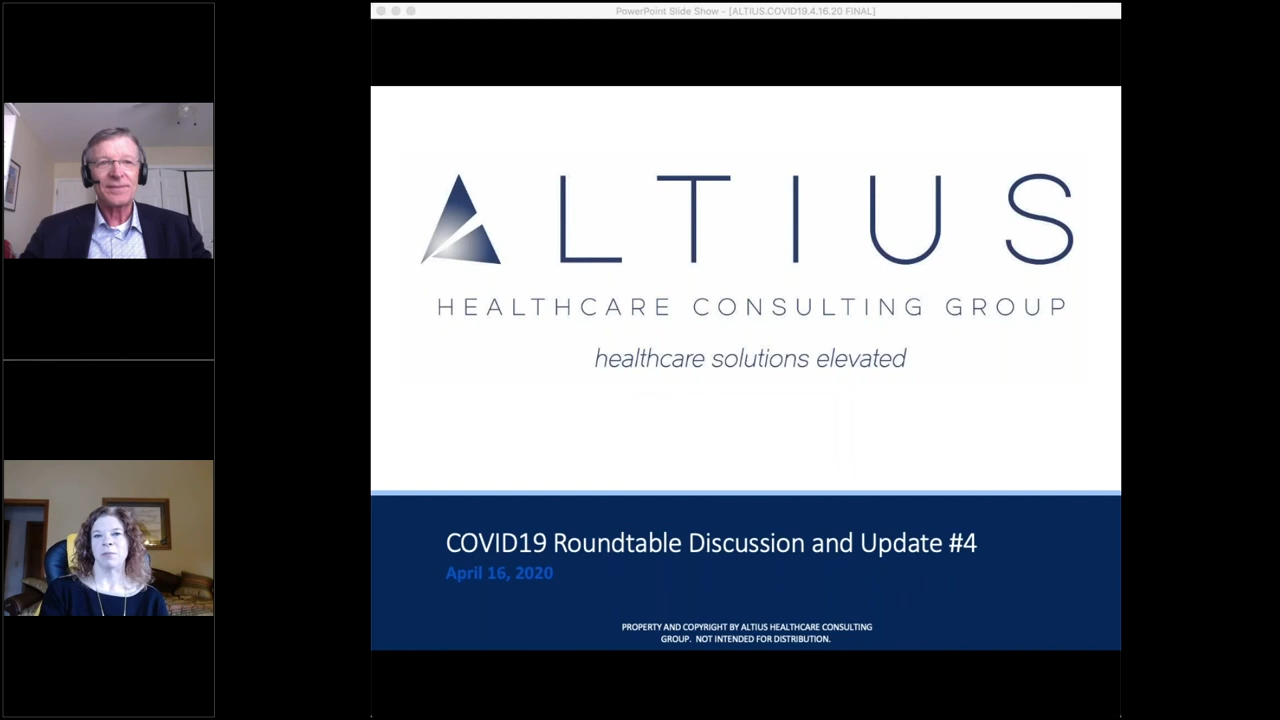 PowerPoint Slide Show - [ALTIUS.COVID19.4.16.20 FINAL]
ALTIUS
HEALTHCARE CONSULTING GROUP
healthcare solutions elevated
COVID19 Roundtable Discussion and Update #4
April 16, 2020
PROPERTY AND COPYRIGHT BY ALTIUS HEALTHCARE CONSULTING
GROUP. NOT INTENDED FOR DISTRIBUTION.